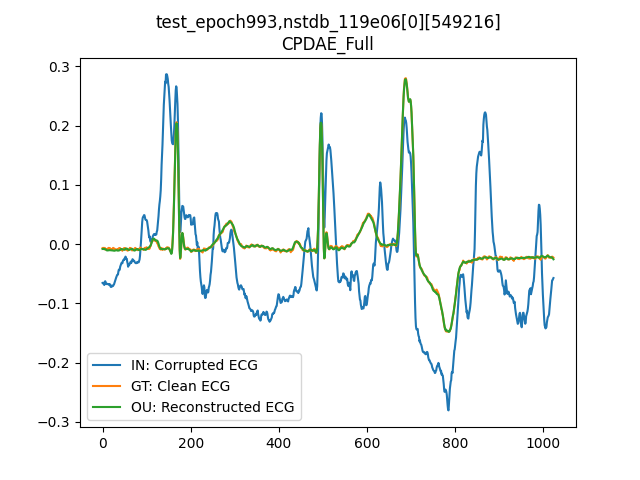 test_epoch993,nstdb_119e06[0][549216]
CPDAE_Full
0.3
0.2
0.1
0.0
−0.1
−0.2
−0.3
IN: Corrupted ECG
GT: Clean ECG
OU: Reconstructed ECG
0 200 400 600 800 1000